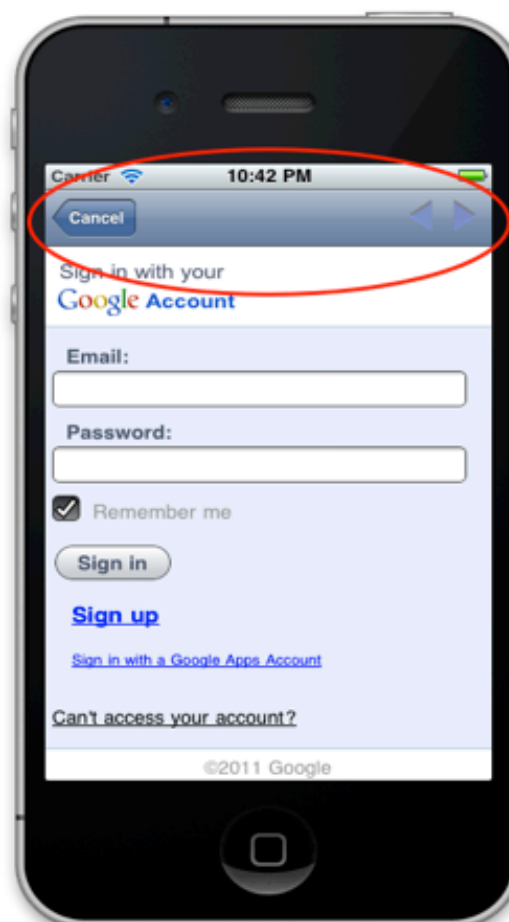 Carrier 10:42 PM
Cancel
Sign in with your
Google Account
Email:
Password:
Remember me
Sign in
Sign up
Sign in with a Google Apps Account
Can't access your account?
©2011 Google